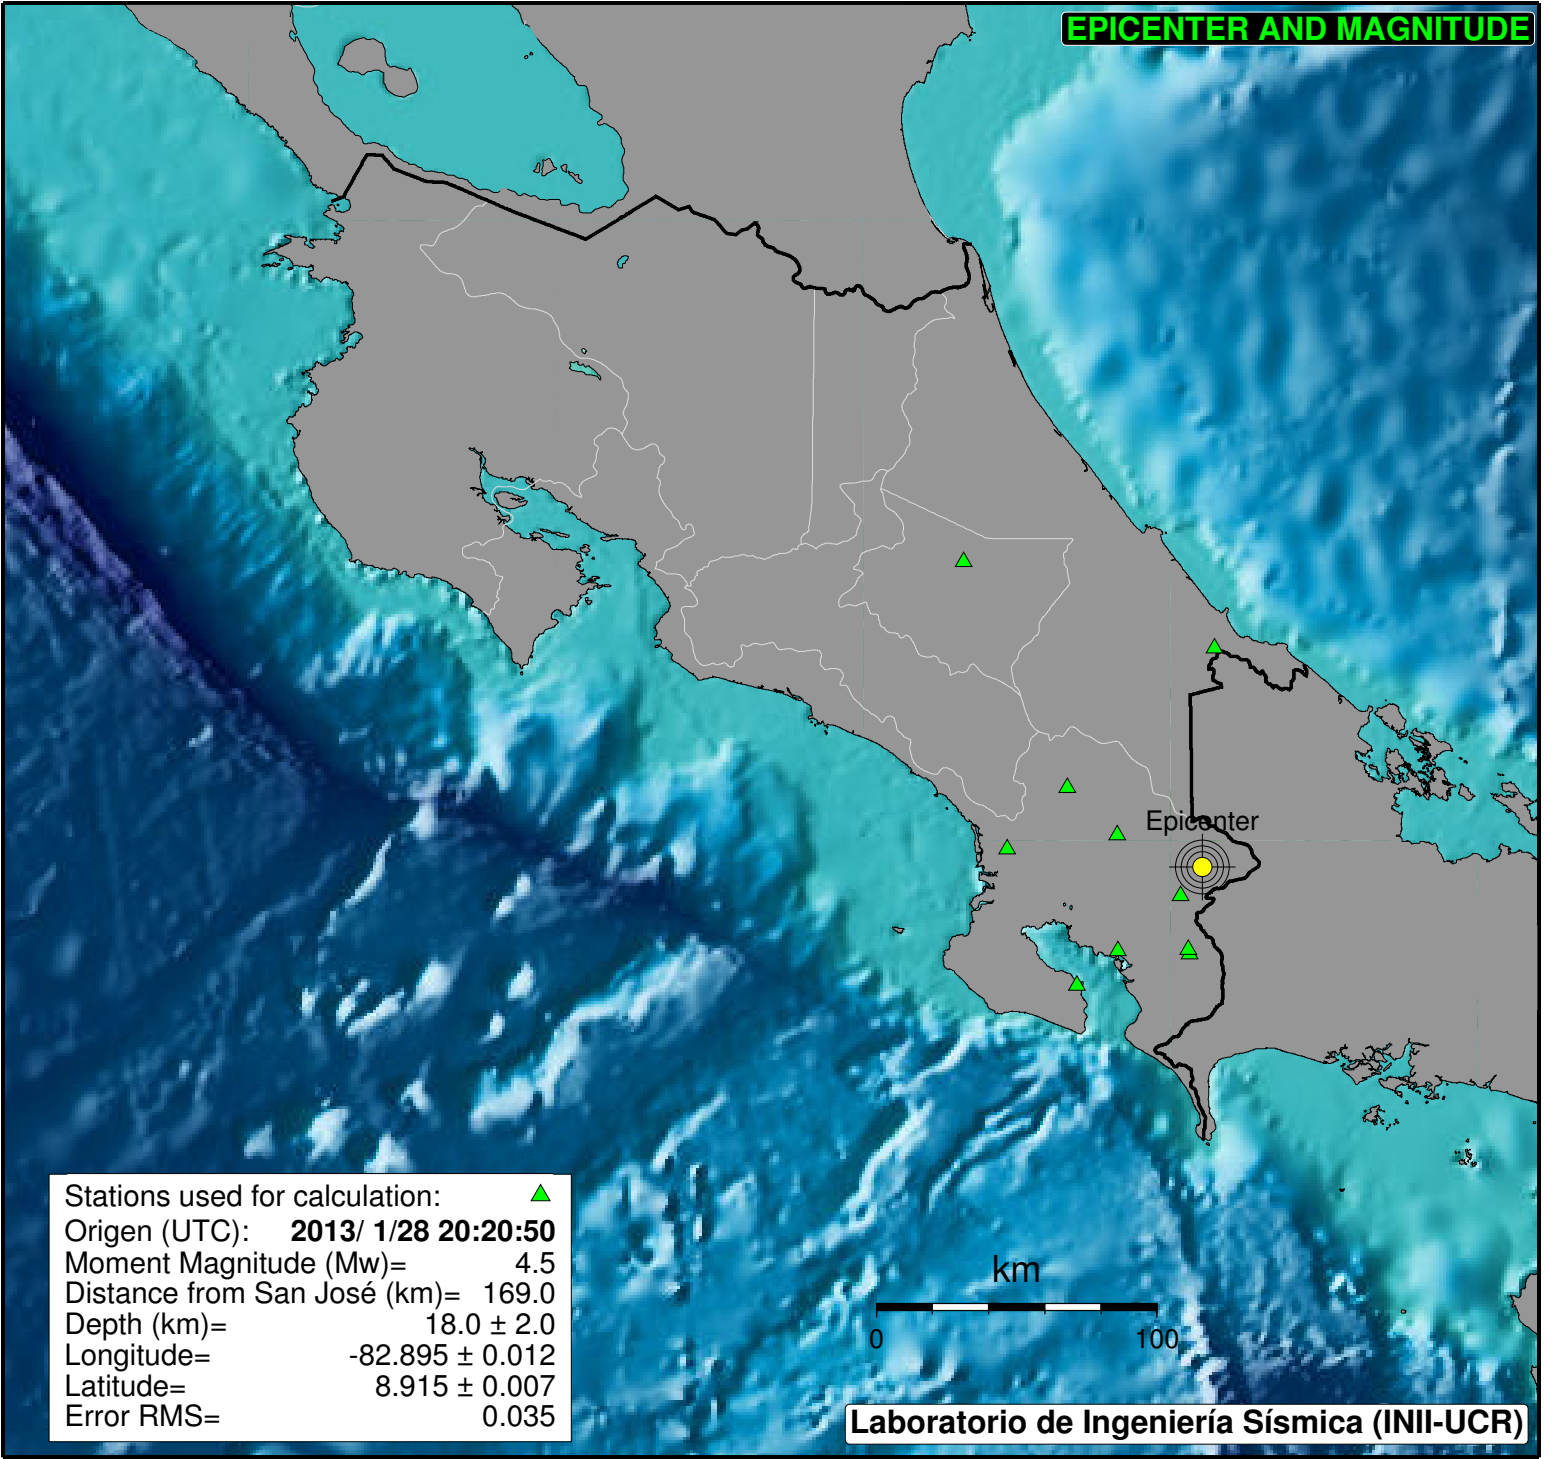 EPICENTER AND MAGNITUDE
Epicenter
Stations used for calculation:
Origen (UTC): 2013/ 1/28 20:20:50
Moment Magnitude (Mw)= 4.5
Distance from San José (km)= 169.0
Depth (km)= 18.0 ± 2.0
Longitude= -82.895 ± 0.012
Latitude= 8.915 ± 0.007
Error RMS= 0.035
km
0 100
Laboratorio de Ingeniería Sísmica (INII-UCR)